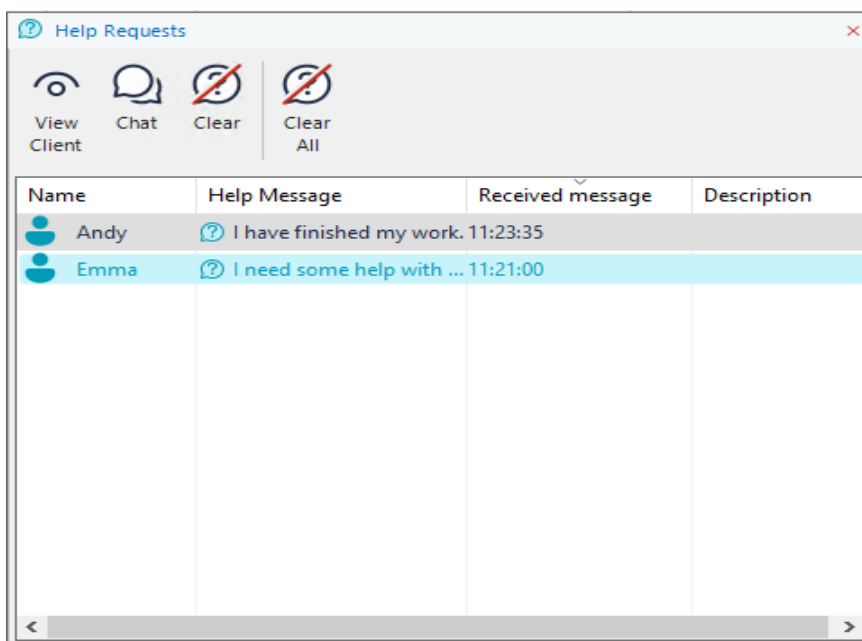 Help Requests
View Client
Chat
Clear
Clear All
Name Help Message Received message Description
Andy I have finished my work. 11:23:35
Emma I need some help with ... 11:21:00